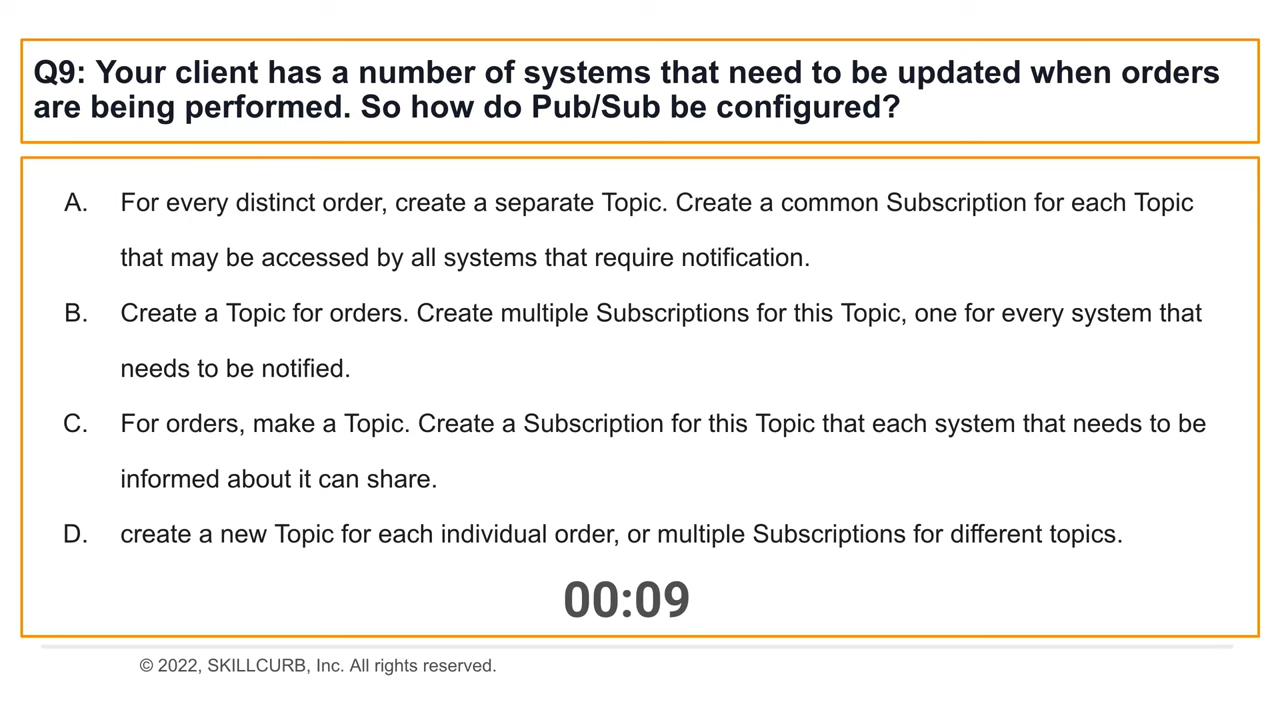 Q9: Your client has a number of systems that need to be updated when orders
are being performed. So how do Pub/Sub be configured?
A. For every distinct order, create a separate Topic. Create a common Subscription for each Topic
that may be accessed by all systems that require notification.
B. Create a Topic for orders. Create multiple Subscriptions for this Topic, one for every system that
needs to be notified.
C. For orders, make a Topic. Create a Subscription for this Topic that each system that needs to be
informed about it can share.
D. create a new Topic for each individual order, or multiple Subscriptions for different topics.
00:09
© 2022, SKILLCURB, Inc. All rights reserved.